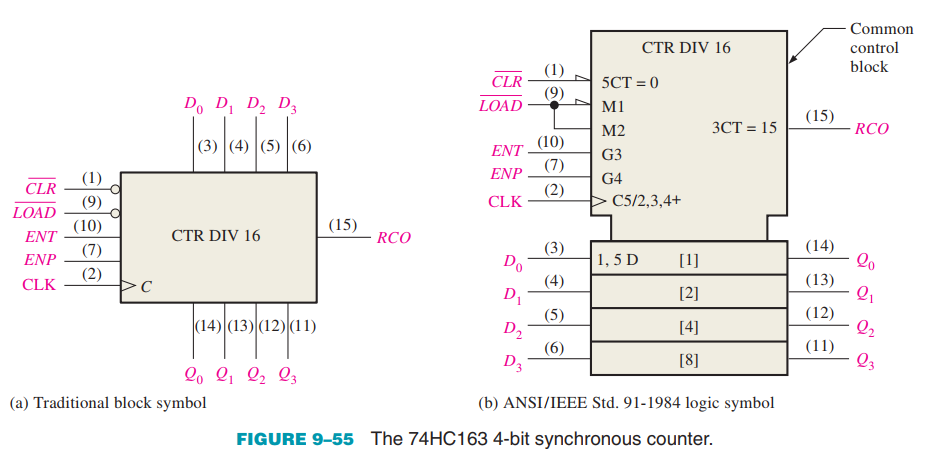 D0 D1 D2 D3
(3) (4) (5) (6)
CLR (1)
LOAD (9)
ENT (10)
ENP (7)
CLK (2)
C
CTR DIV 16
(15) RCO
(14) (13) (12) (11)
Q0 Q1 Q2 Q3
(a) Traditional block symbol
CTR DIV 16
Common
control
block
CLR (1) 5CT = 0
LOAD (9) M1
M2
3CT = 15 (15) RCO
ENT (10) G3
ENP (7) G4
CLK (2) C5/2,3,4+
D0 (3) 1, 5 D [1] (14) Q0
D1 (4) [2] (13) Q1
D2 (5) [4] (12) Q2
D3 (6) [8] (11) Q3
(b) ANSI/IEEE Std. 91-1984 logic symbol
FIGURE 9–55 The 74HC163 4-bit synchronous counter.